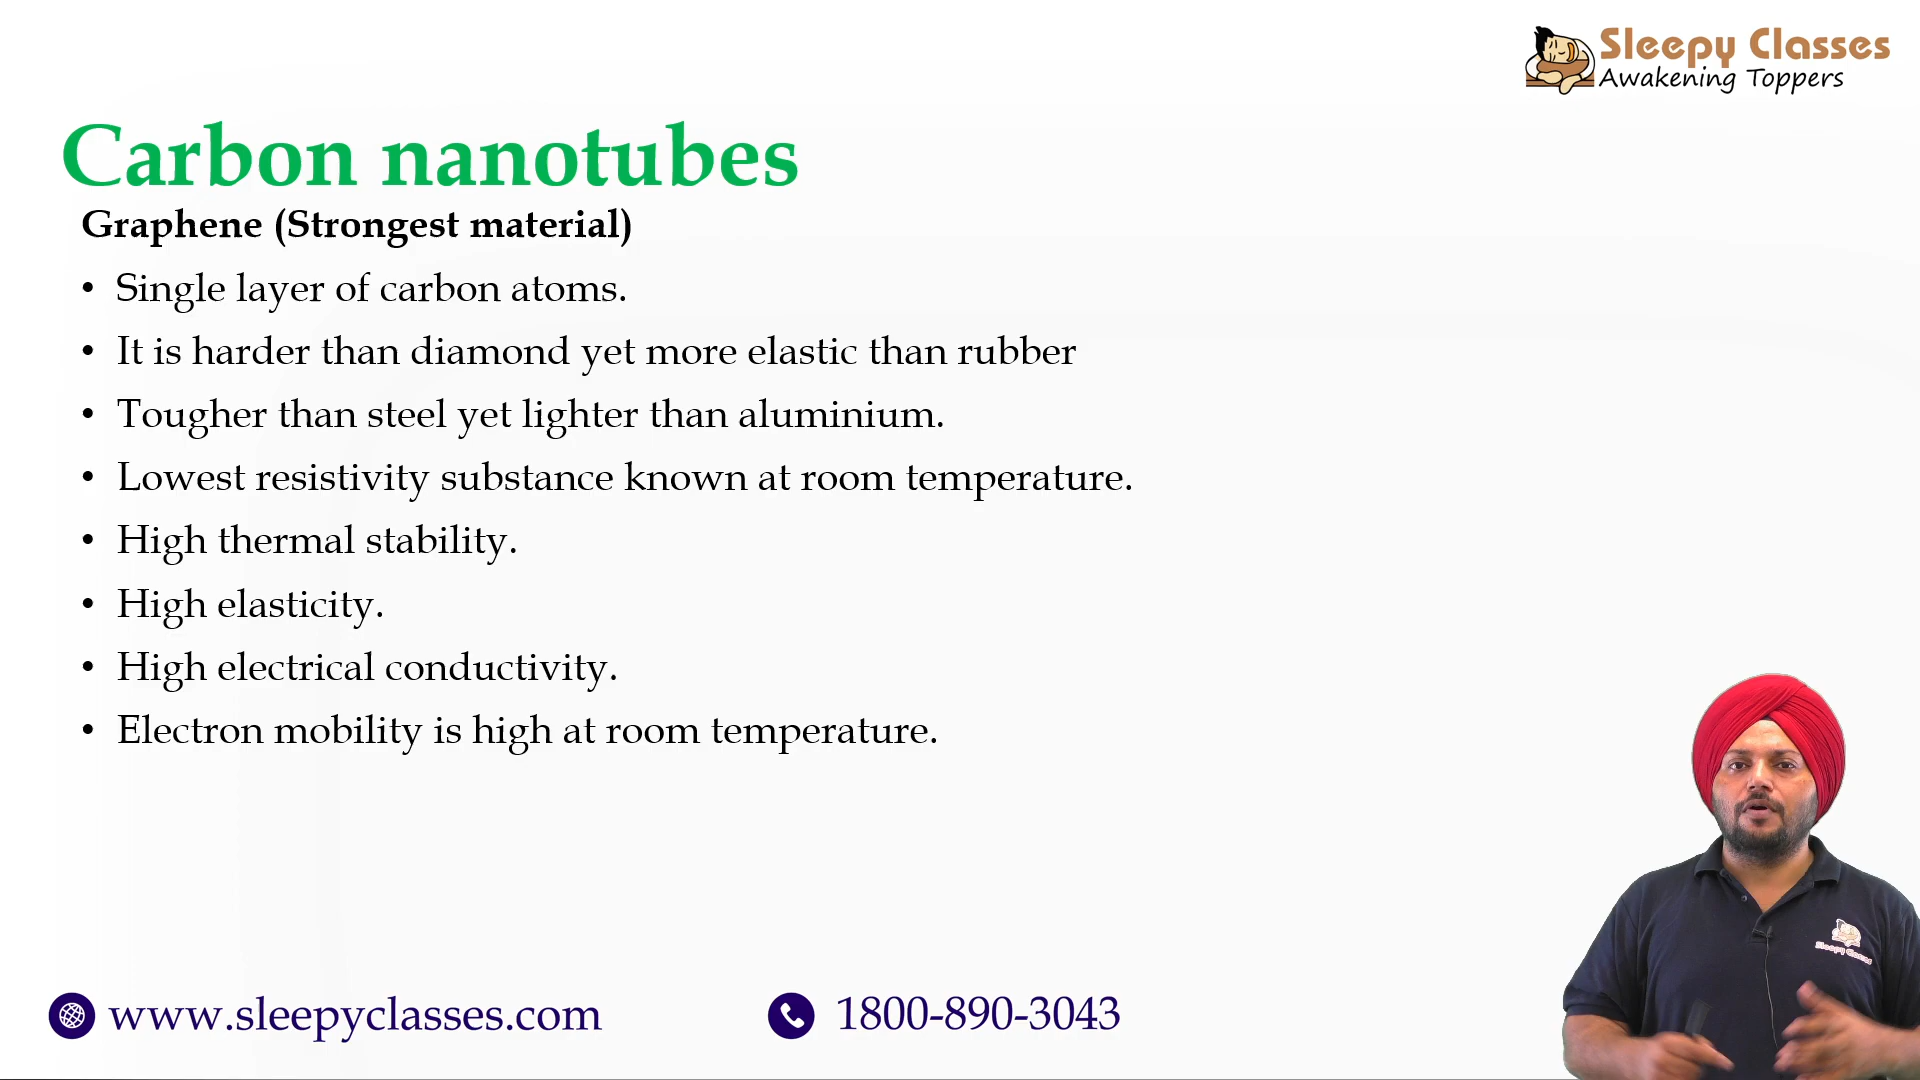 Sleepy Classes
Awakening Toppers
Carbon nanotubes
Graphene (Strongest material)
• Single layer of carbon atoms.
• It is harder than diamond yet more elastic than rubber
• Tougher than steel yet lighter than aluminium.
• Lowest resistivity substance known at room temperature.
• High thermal stability.
• High elasticity.
• High electrical conductivity.
• Electron mobility is high at room temperature.
Sleepy Classes
www.sleepyclasses.com
1800-890-3043